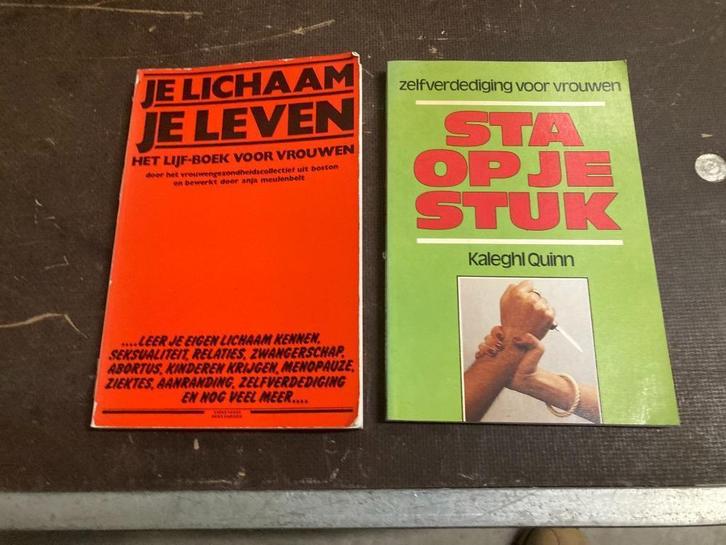 JE LICHAAM
JE LEVEN
HET LIJF-BOEK VOOR VROUWEN
door het vrouwengezondheidscollectief uit boston
en bewerkt door anja meulenbelt
....LEER JE EIGEN LICHAAM KENNEN,
SEKSUALITEIT, RELATIES, ZWANGERSCHAP,
ABORTUS, KINDEREN KRIJGEN, MENOPAUZE,
ZIEKTES, AANRANDING, ZELFVERDEDIGING
EN NOG VEEL MEER....
zelfverdediging voor vrouwen
STA
OP JE
STUK
Kaleghl Quinn